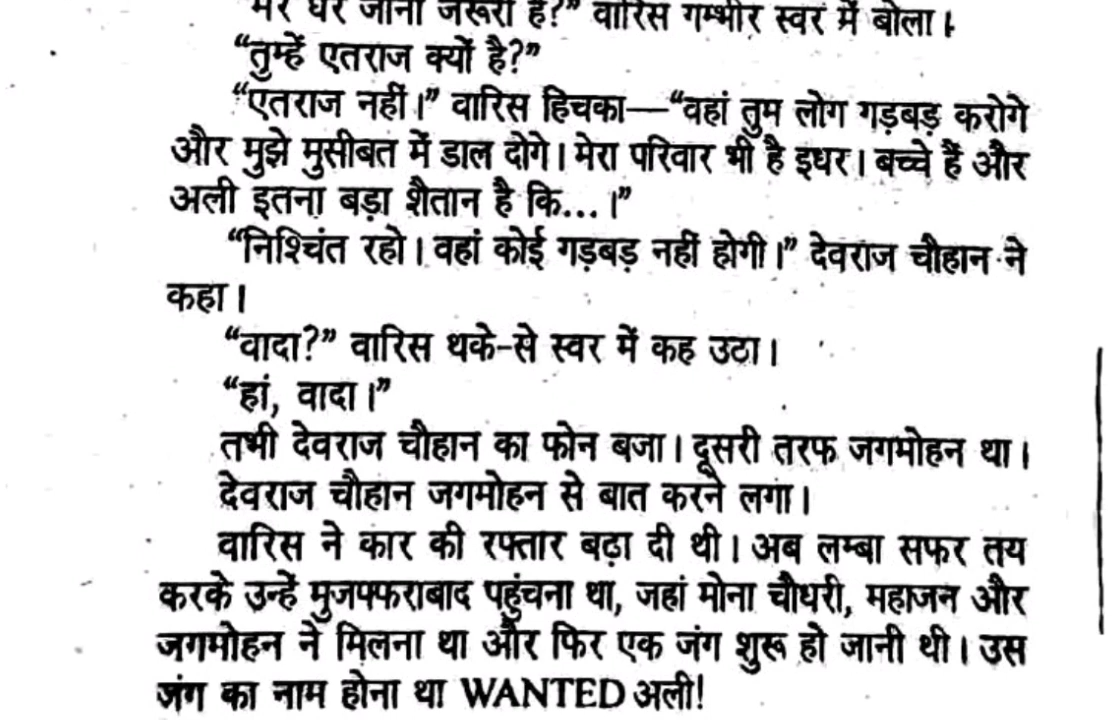 मेरे घर जाना जरूरी है?” वारिस गम्भीर स्वर में बोला।
“तुम्हें एतराज क्यों है?”
“एतराज नहीं।” वारिस हिचका—“वहां तुम लोग गड़बड़ करोगे
और मुझे मुसीबत में डाल दोगे। मेरा परिवार भी है इधर। बच्चे हैं और
अली इतना बड़ा शैतान है कि...।”
“निश्चिंत रहो। वहां कोई गड़बड़ नहीं होगी।” देवराज चौहान ने
कहा।
“वादा?” वारिस थके-से स्वर में कह उठा।
“हां, वादा।”
तभी देवराज चौहान का फोन बजा। दूसरी तरफ जगमोहन था।
देवराज चौहान जगमोहन से बात करने लगा।
वारिस ने कार की रफ्तार बढ़ा दी थी। अब लम्बा सफर तय
करके उन्हें मुजफ्फराबाद पहुंचना था, जहां मोना चौधरी, महाजन और
जगमोहन ने मिलना था और फिर एक जंग शुरू हो जानी थी। उस
जंग का नाम होना था WANTED अली!